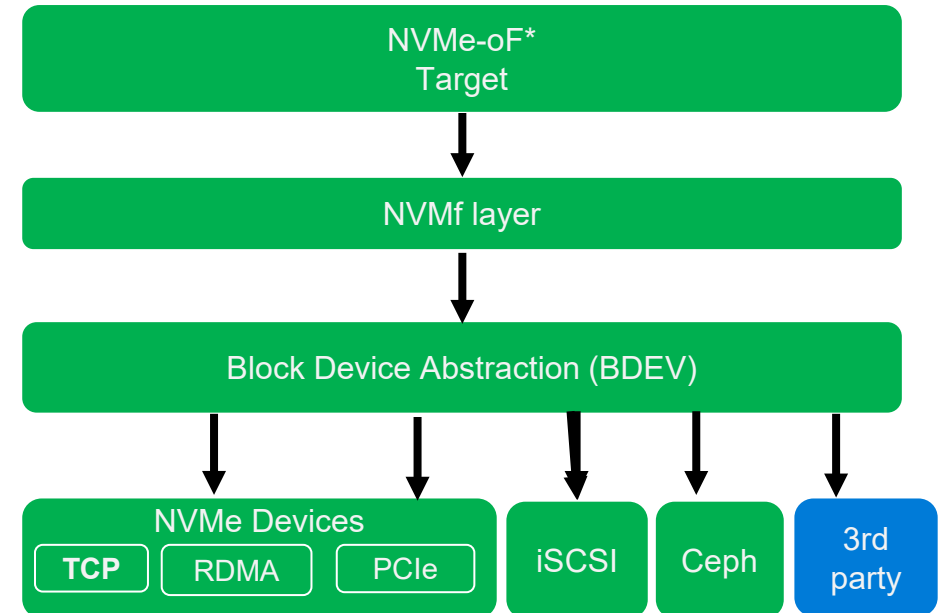 NVMe-oF*
Target
NVMf layer
Block Device Abstraction (BDEV)
NVMe Devices
TCP
RDMA
PCIe
iSCSI
Ceph
3rd
party